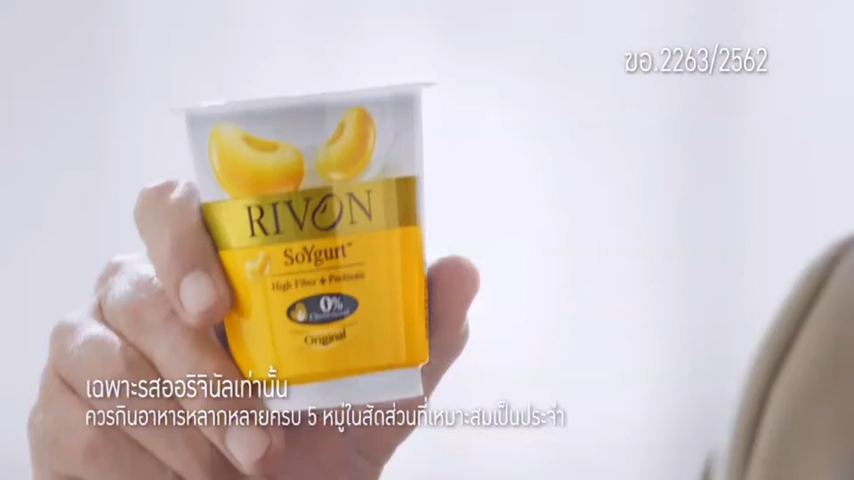 ฆอ.2263/2562
RIVON
SoYgurt™
High Fiber + Prebiotic
0%
Cholesterol
Original
เฉพาะรสออริจินัลเท่านั้น
ควรกินอาหารหลากหลายครบ 5 หมู่ในสัดส่วนที่เหมาะสมเป็นประจำ